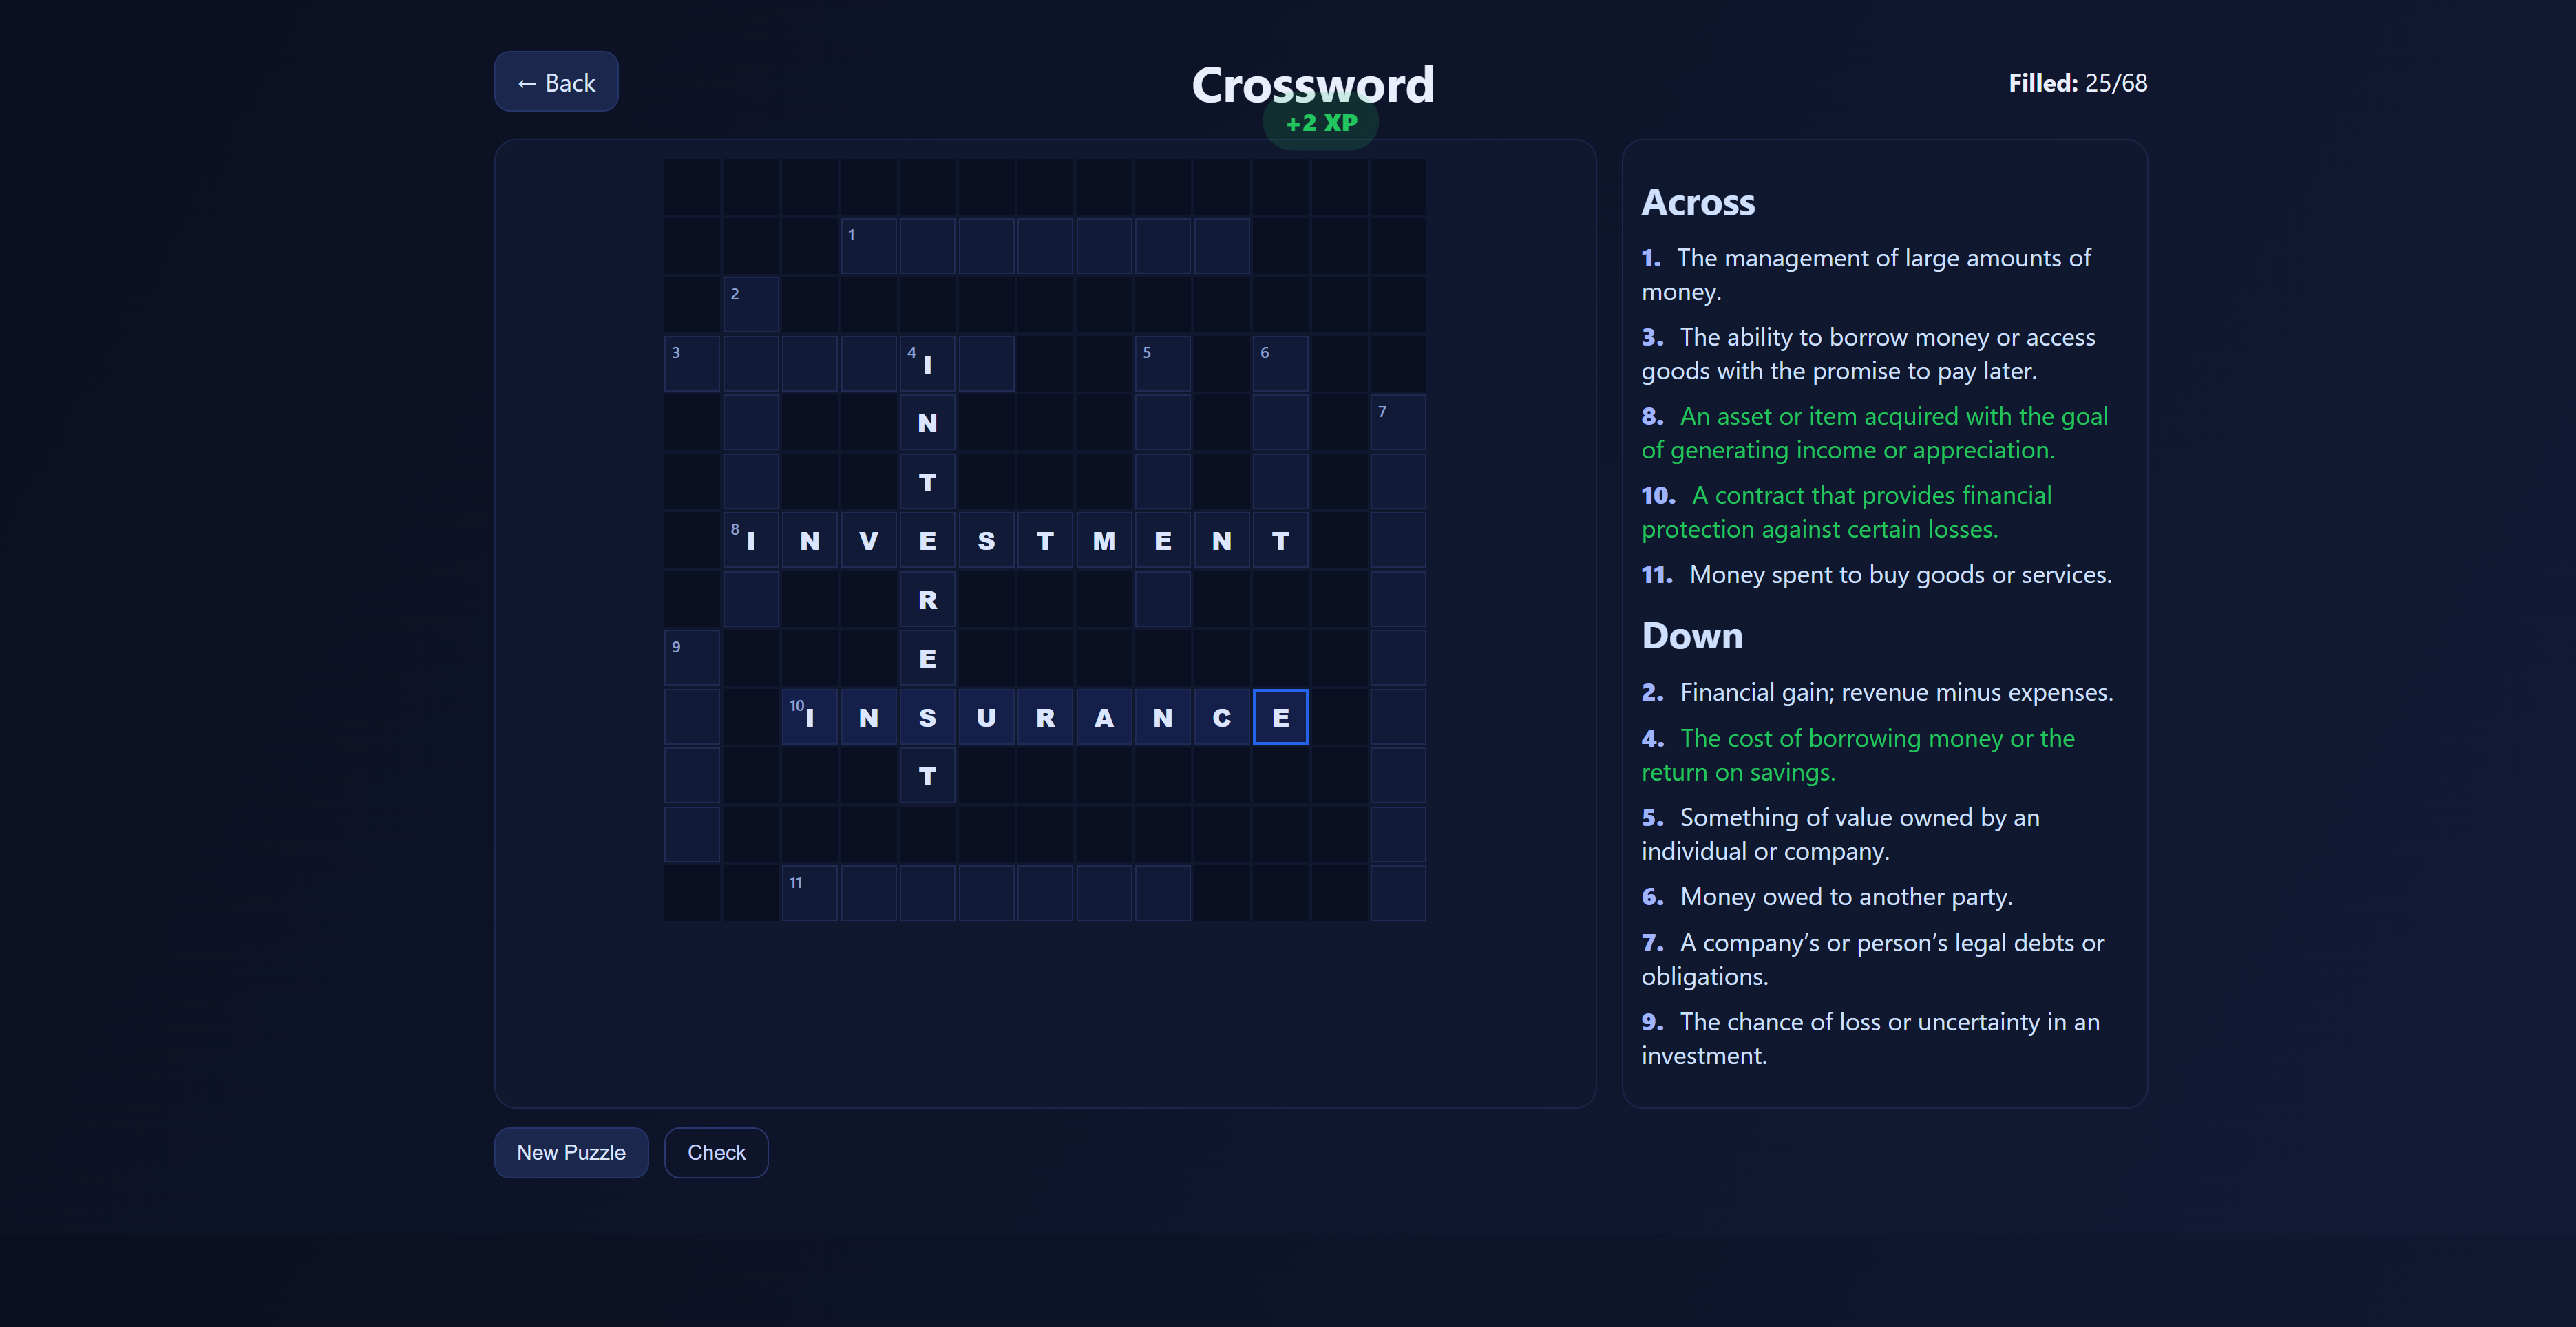 ← Back
Crossword
Filled: 25/68
+2 XP
1
2
3
4 I
5
6
N
7
T
8 I N V E S T M E N T
R
9
E
10 I N S U R A N C E
T
11
Across
1. The management of large amounts of
money.
3. The ability to borrow money or access
goods with the promise to pay later.
8. An asset or item acquired with the goal
of generating income or appreciation.
10. A contract that provides financial
protection against certain losses.
11. Money spent to buy goods or services.
Down
2. Financial gain; revenue minus expenses.
4. The cost of borrowing money or the
return on savings.
5. Something of value owned by an
individual or company.
6. Money owed to another party.
7. A company’s or person’s legal debts or
obligations.
9. The chance of loss or uncertainty in an
investment.
New Puzzle
Check